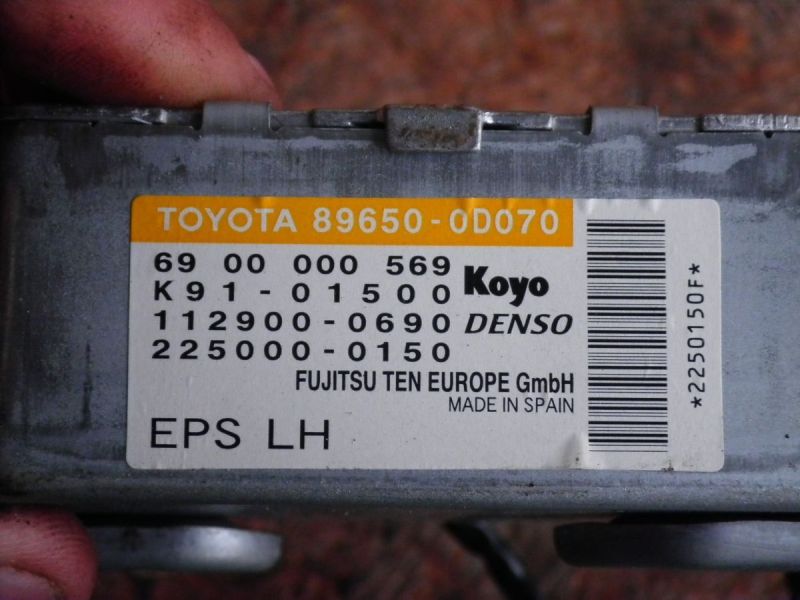 TOYOTA 89650-0D070
69 00 000 569
K91-01500 Koyo
112900-0690 DENSO
225000-0150
FUJITSU TEN EUROPE GmbH
MADE IN SPAIN
EPS LH
*2250150F*